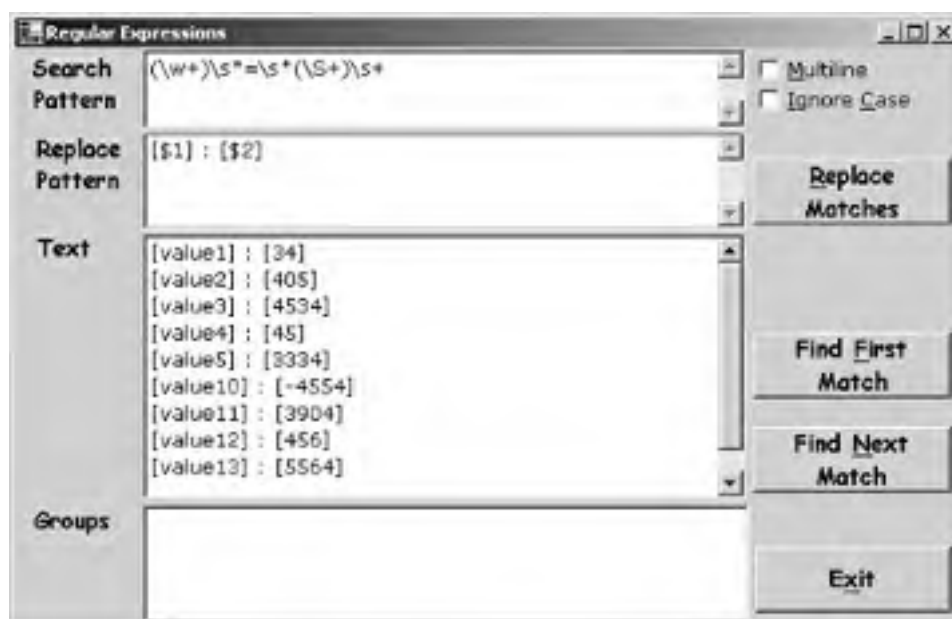 Regular Expressions
Search
Pattern
(\w+)\s*=\s*(\S+)\s+
Multiline
Ignore Case
Replace
Pattern
[$1] : [$2]
Replace
Matches
Text
[value1] : [34]
[value2] : [405]
[value3] : [4534]
[value4] : [45]
[value5] : [3334]
[value10] : [-4554]
[value11] : [3904]
[value12] : [456]
[value13] : [5564]
Find First
Match
Find Next
Match
Groups
Exit